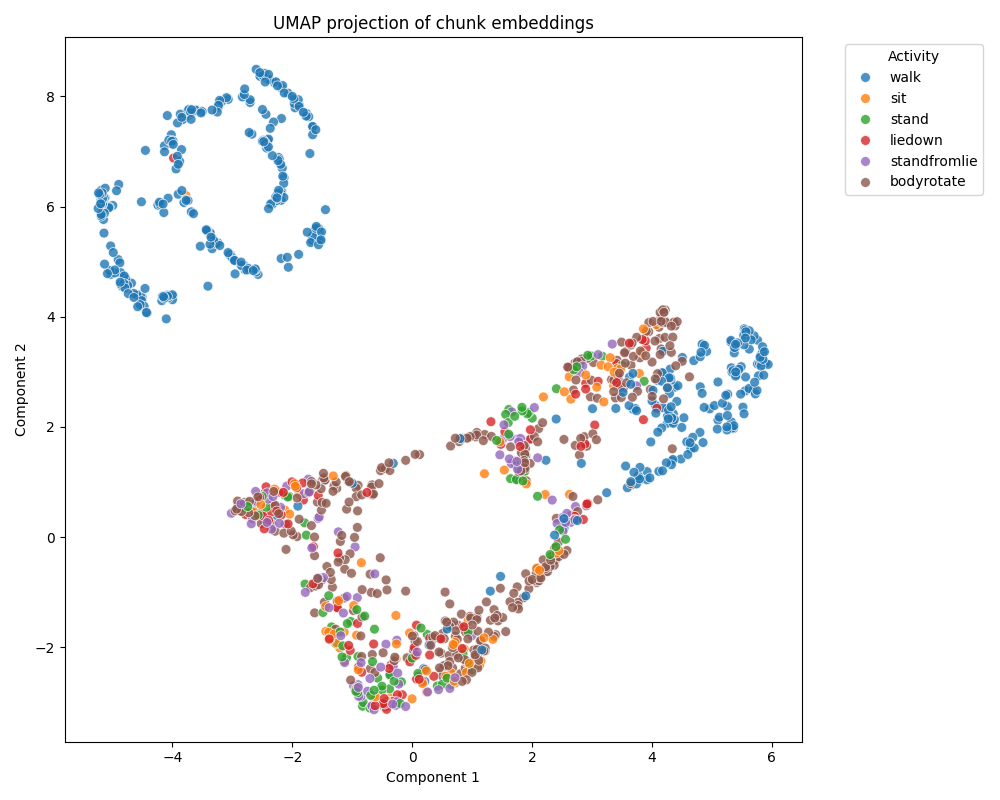 UMAP projection of chunk embeddings
Activity
walk
sit
stand
liedown
standfromlie
bodyrotate
8
6
4
2
0
−2
Component 2
−4
−2
0
2
4
6
Component 1